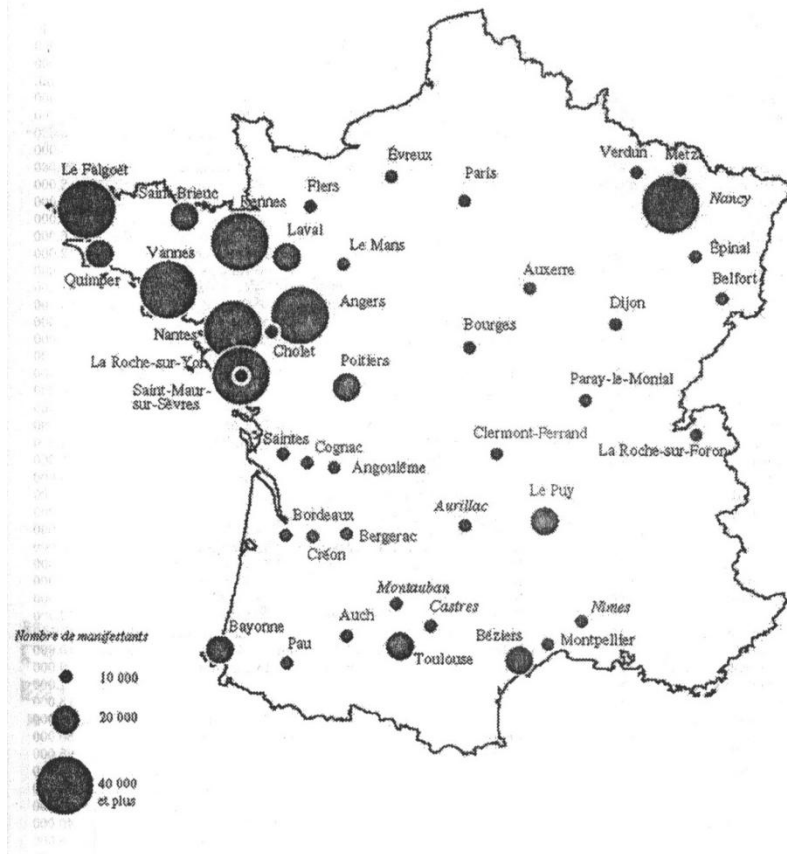 Évreux
Verdun
Metz
Le Falgoët
Flers
Paris
Saint-Brieuc
Rennes
Nancy
Laval
Le Mans
Épinal
Vannes
Quimper
Auxerre
Belfort
Angers
Dijon
Nantes
Bourges
Cholet
La Roche-sur-Yon
Poitiers
Paray-le-Monial
Saint-Maur-
sur-Sèvres
Saintes
Clermont-Ferrand
Cognac
La Roche-sur-Foron
Angoulême
Le Puy
Aurillac
Bordeaux
Bergerac
Créon
Montauban
Nîmes
Castres
Auch
Bayonne
Béziers
Montpellier
Pau
Toulouse
Nombre de manifestants
10 000
20 000
40 000
et plus